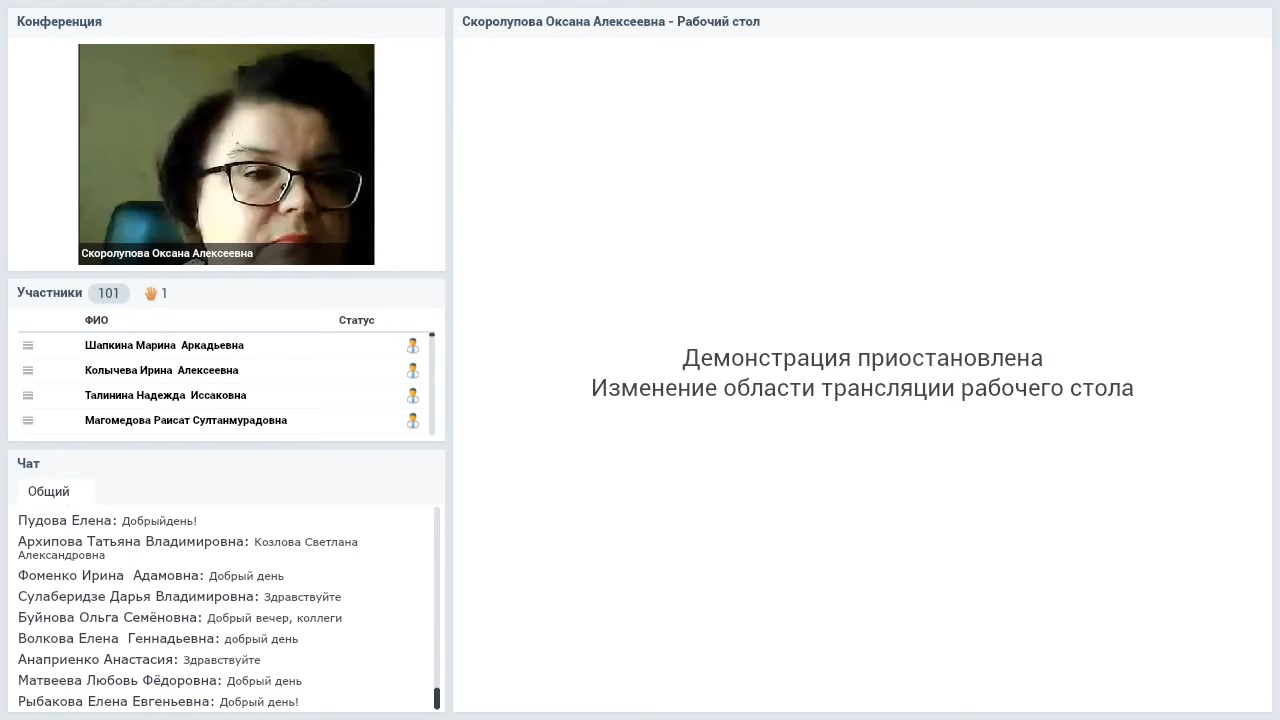 Конференция
Скоролупова Оксана Алексеевна
Участники 101 1
ФИО Статус
Шапкина Марина Аркадьевна
Колычева Ирина Алексеевна
Талинина Надежда Иссаковна
Магомедова Раисат Султанмурадовна
Чат
Общий
Пудова Елена: Добрыйдень!
Архипова Татьяна Владимировна: Козлова Светлана
Александровна
Фоменко Ирина Адамовна: Добрый день
Сулаберидзе Дарья Владимировна: Здравствуйте
Буйнова Ольга Семёновна: Добрый вечер, коллеги
Волкова Елена Геннадьевна: добрый день
Анаприенко Анастасия: Здравствуйте
Матвеева Любовь Фёдоровна: Добрый день
Рыбакова Елена Евгеньевна: Добрый день!
Скоролупова Оксана Алексеевна - Рабочий стол
Демонстрация приостановлена
Изменение области трансляции рабочего стола